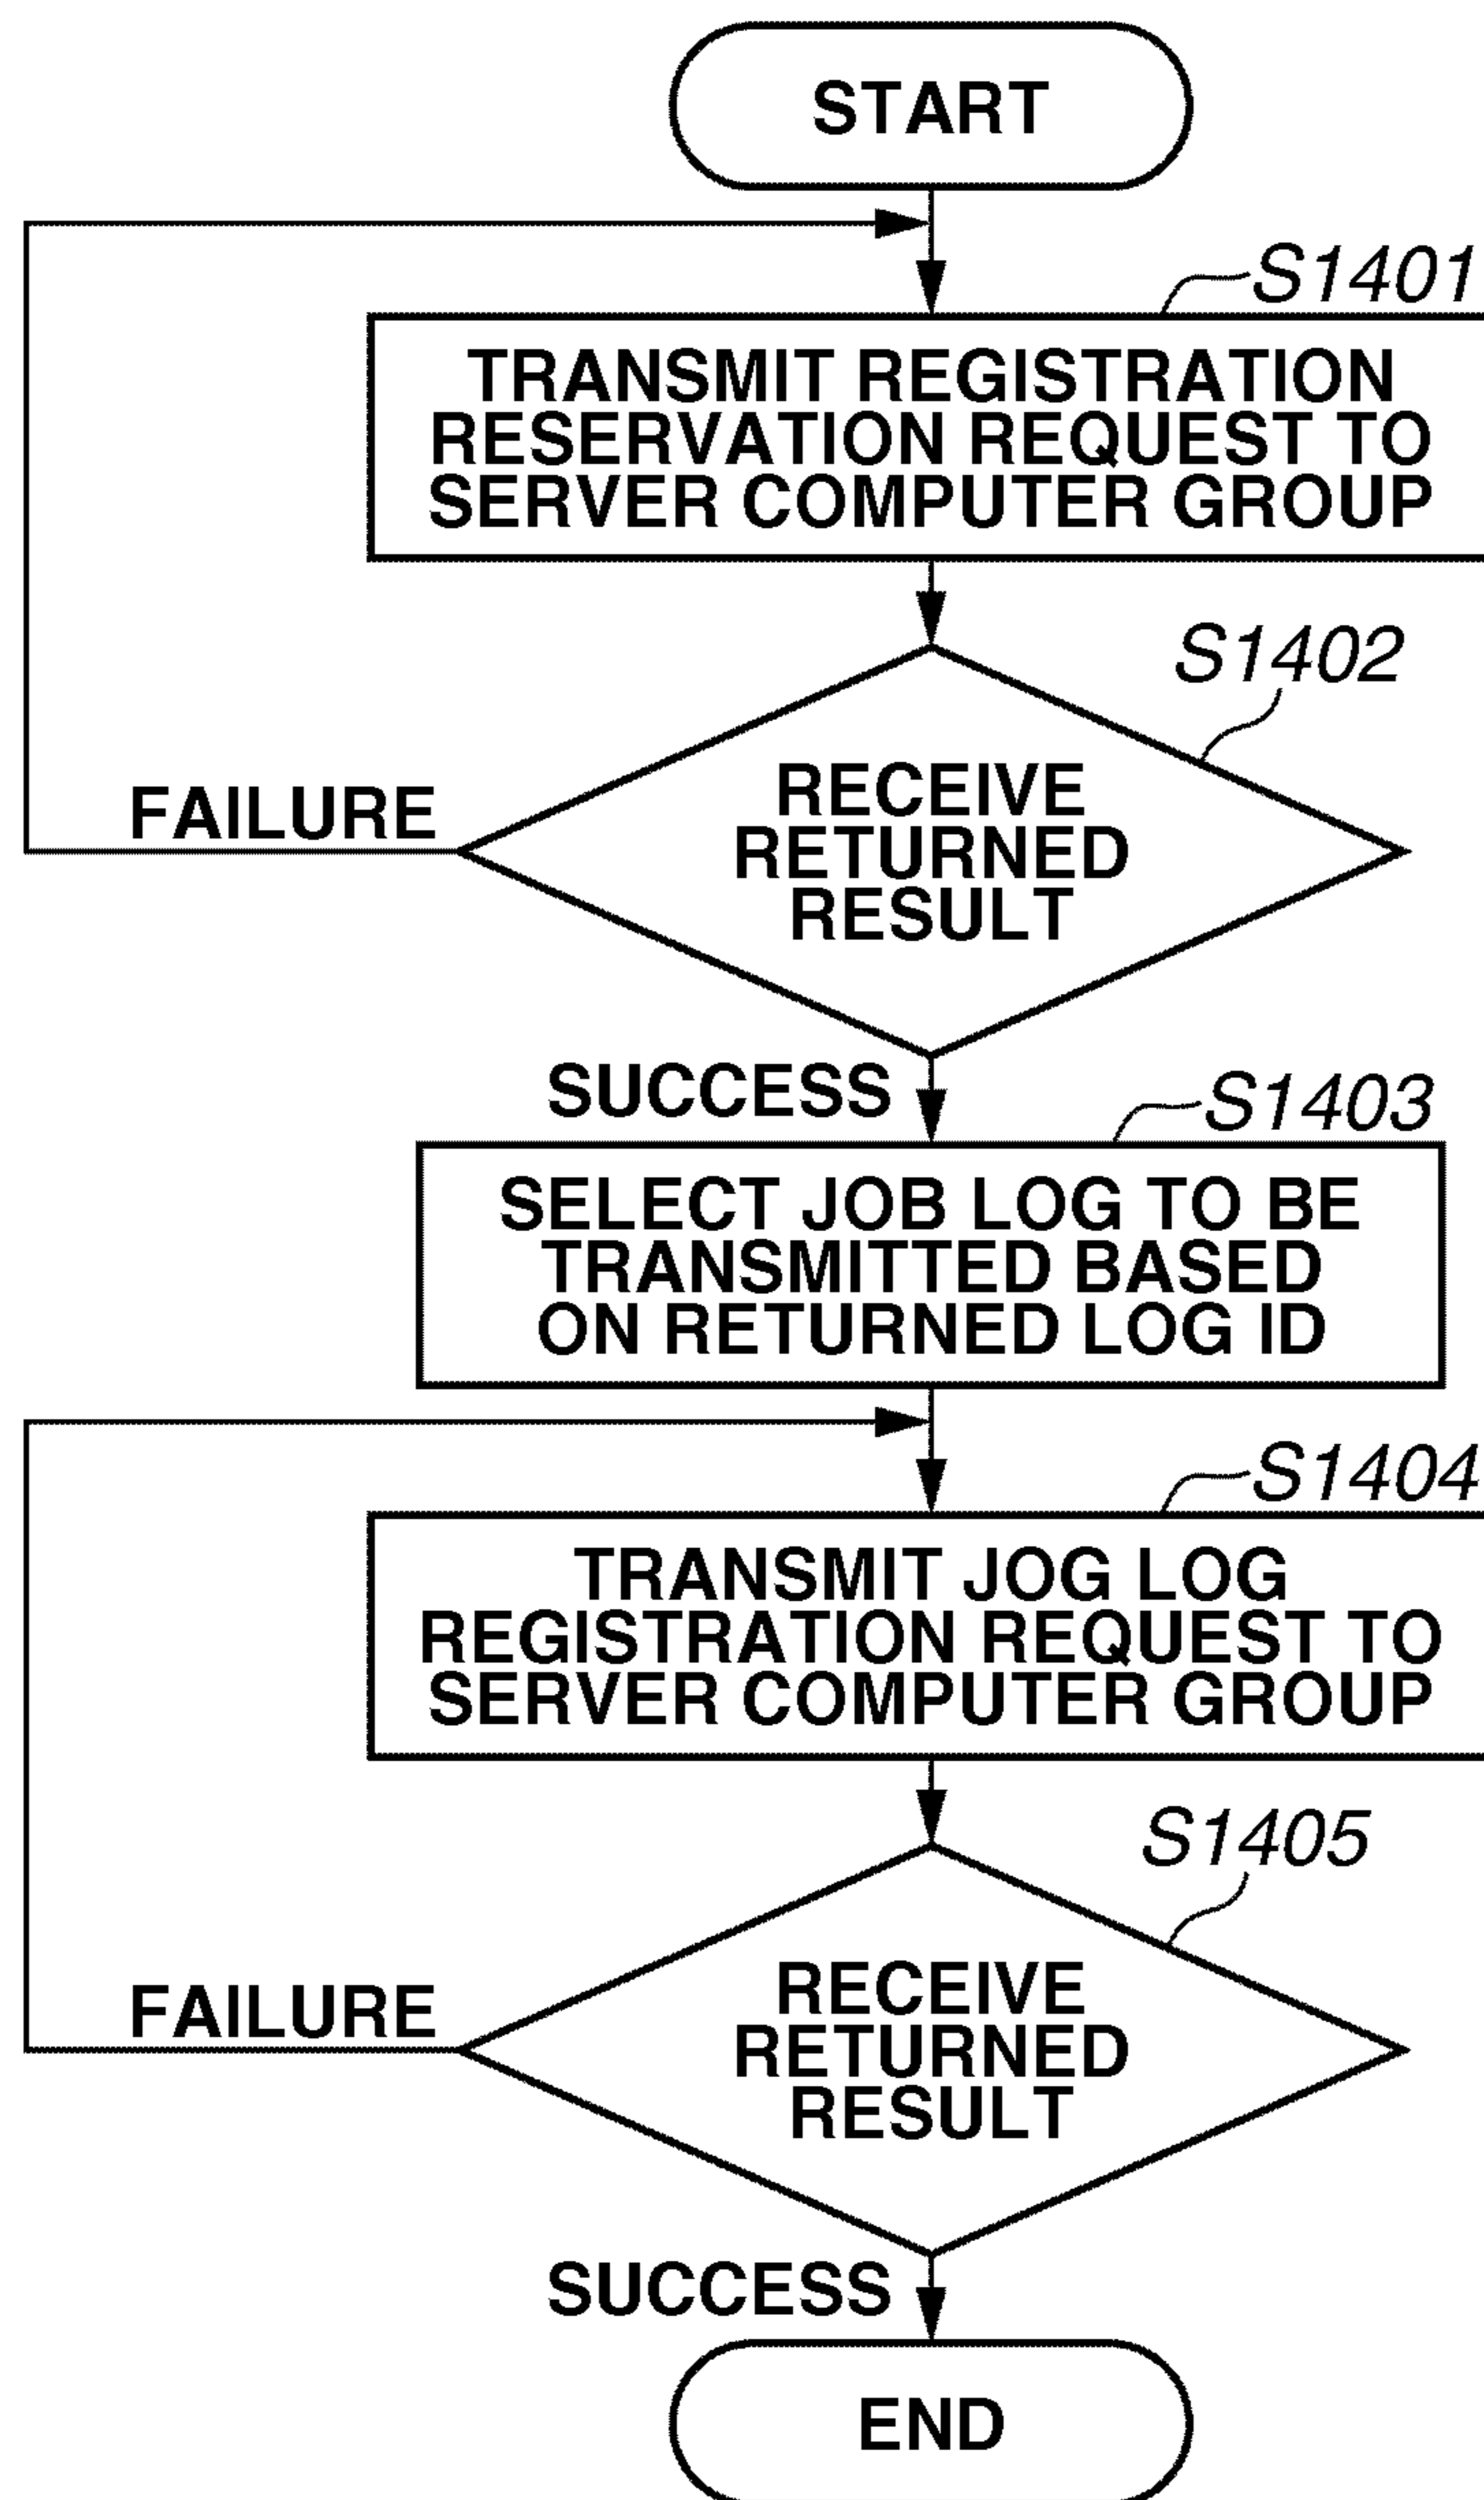 START
S1401
TRANSMIT REGISTRATION
RESERVATION REQUEST TO
SERVER COMPUTER GROUP
S1402
RECEIVE
RETURNED
RESULT
FAILURE
SUCCESS
S1403
SELECT JOB LOG TO BE
TRANSMITTED BASED
ON RETURNED LOG ID
S1404
TRANSMIT JOG LOG
REGISTRATION REQUEST TO
SERVER COMPUTER GROUP
S1405
RECEIVE
RETURNED
RESULT
FAILURE
SUCCESS
END